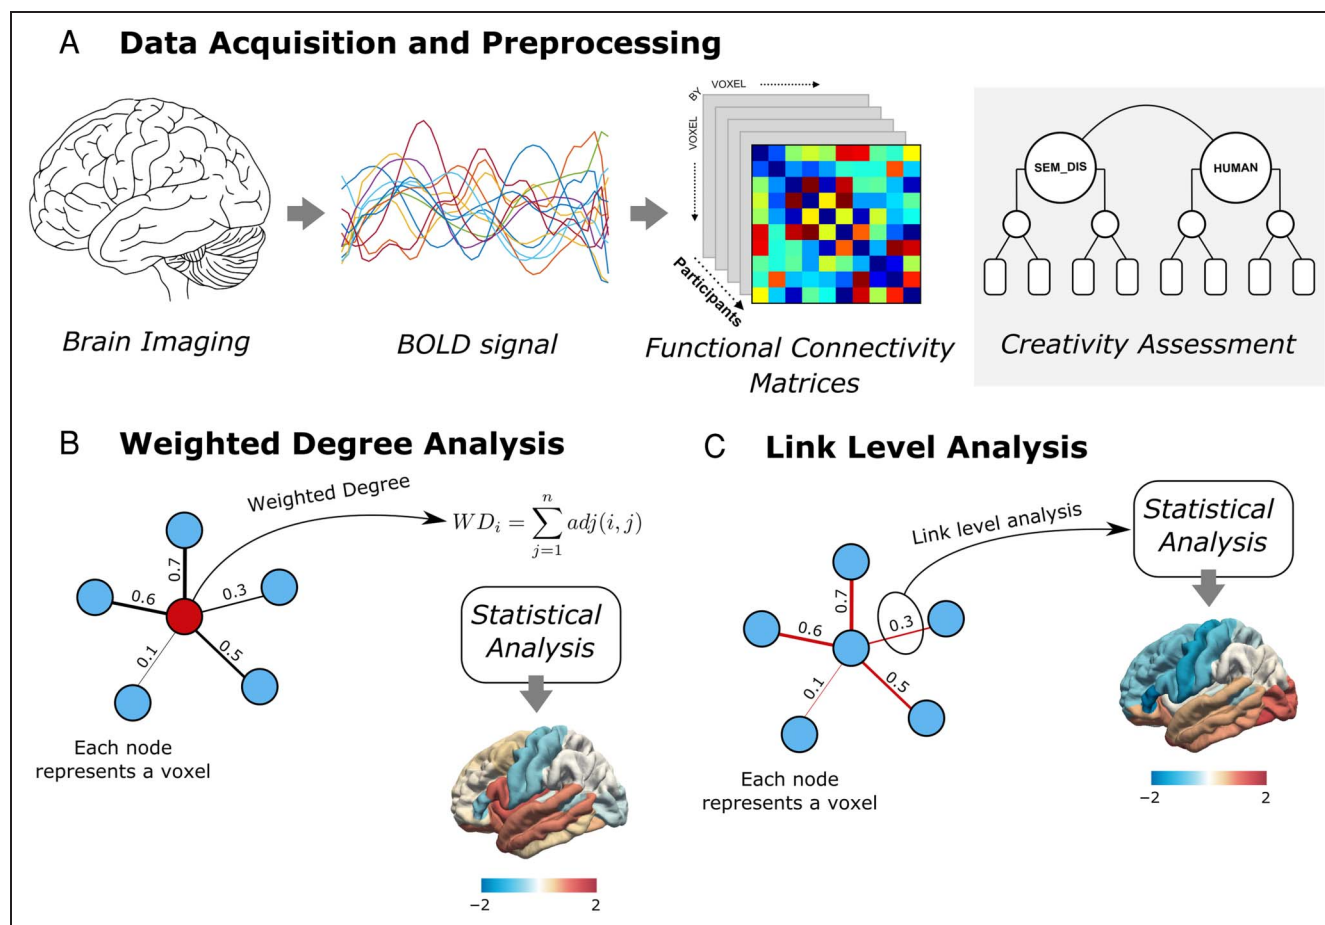 A Data Acquisition and Preprocessing
BY VOXEL
VOXEL
Participants
SEM_DIS
HUMAN
Brain Imaging
BOLD signal
Functional Connectivity
Matrices
Creativity Assessment
B Weighted Degree Analysis
Weighted Degree
WD_i = \sum_{j=1}^{n} adj(i, j)
0.7
0.3
0.6
0.1
0.5
Each node
represents a voxel
Statistical
Analysis
−2 2
C Link Level Analysis
Link level analysis
Statistical
Analysis
0.7
0.3
0.6
0.1
0.5
Each node
represents a voxel
−2 2